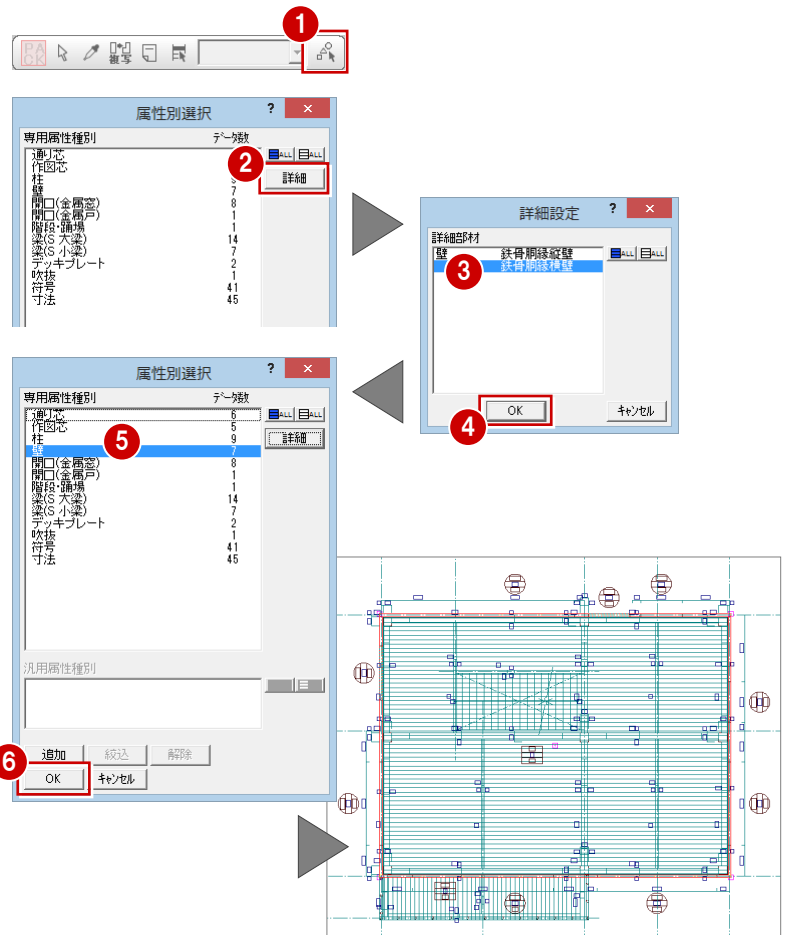 1
PACK
複写
属性別選択 ? ×
専用属性種別 データ数
通り芯
作図芯
柱 9
壁 7
開口(金属窓) 8
開口(金属戸) 1
階段・踊場 1
梁(S 大梁) 14
梁(S 小梁) 7
デッキプレート 2
吹抜 1
符号 41
寸法 45
ALL ALL
2
詳細
詳細設定 ? ×
詳細部材
壁 鉄骨胴縁縦壁
鉄骨胴縁横壁
ALL ALL
3
OK
キャンセル
4
属性別選択 ? ×
専用属性種別 データ数
通り芯 6
作図芯 5
柱 9
壁 7
開口(金属窓) 8
開口(金属戸) 1
階段・踊場 1
梁(S 大梁) 14
梁(S 小梁) 7
デッキプレート 2
吹抜 1
符号 41
寸法 45
ALL ALL
詳細
5
汎用属性種別
追加 絞込 解除
6
OK キャンセル